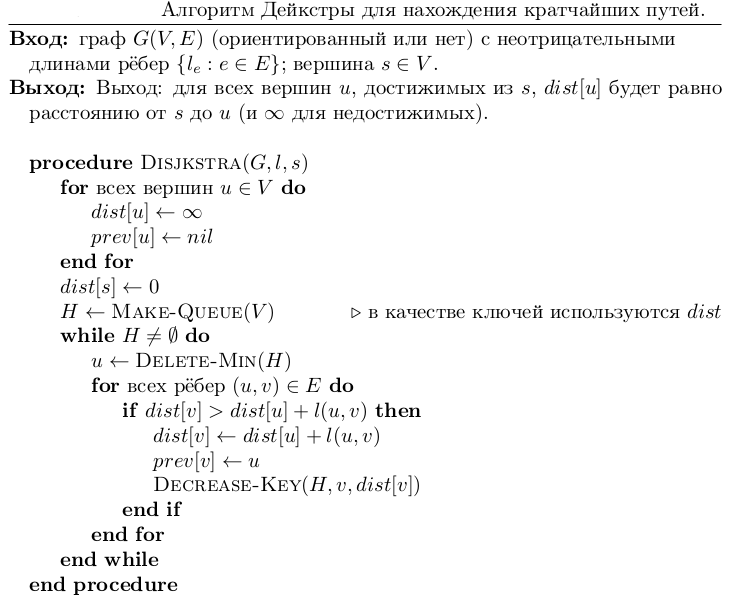 Алгоритм Дейкстры для нахождения кратчайших путей.
Вход: граф G(V, E) (ориентированный или нет) с неотрицательными
длинами рёбер {l_e : e ∈ E}; вершина s ∈ V.
Выход: Выход: для всех вершин u, достижимых из s, dist[u] будет равно
расстоянию от s до u (и ∞ для недостижимых).
procedure Disjkstra(G, l, s)
for всех вершин u ∈ V do
dist[u] ← ∞
prev[u] ← nil
end for
dist[s] ← 0
H ← Make-Queue(V) ▷ в качестве ключей используются dist
while H ≠ ∅ do
u ← Delete-Min(H)
for всех рёбер (u, v) ∈ E do
if dist[v] > dist[u] + l(u, v) then
dist[v] ← dist[u] + l(u, v)
prev[v] ← u
Decrease-Key(H, v, dist[v])
end if
end for
end while
end procedure